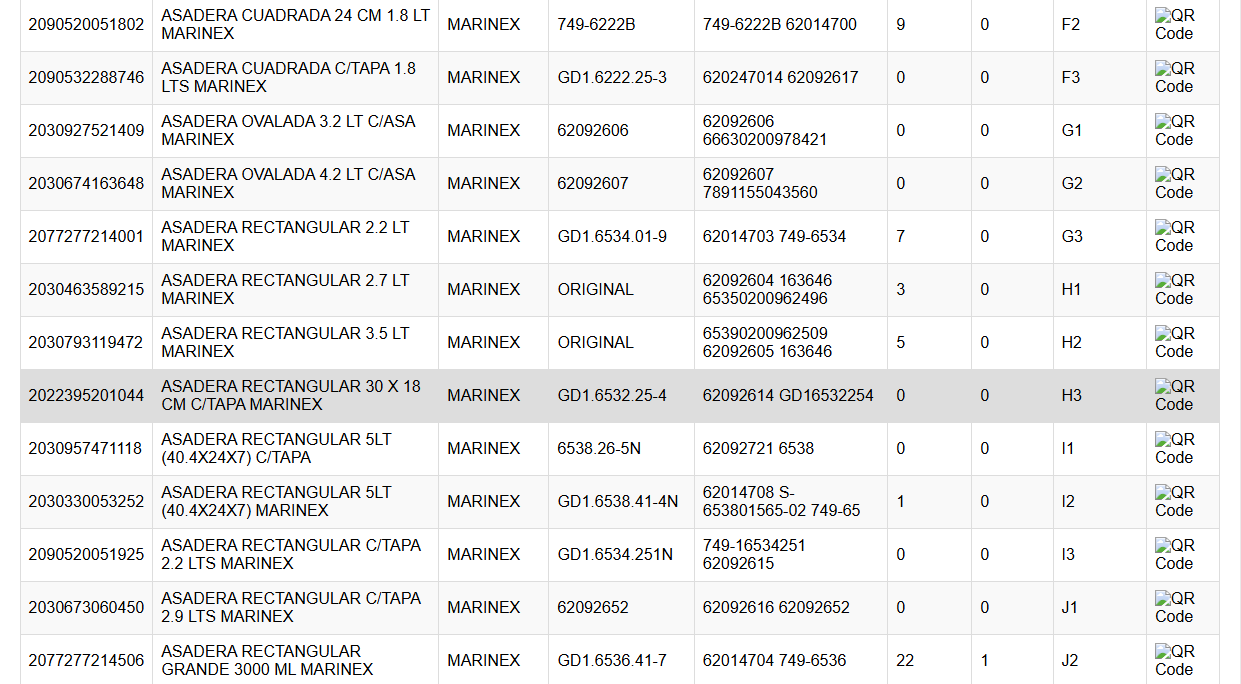 2090520051802 ASADERA CUADRADA 24 CM 1.8 LT MARINEX 749-6222B 749-6222B 62014700 9 0 F2 QR
MARINEX Code
2090532288746 ASADERA CUADRADA C/TAPA 1.8 MARINEX GD1.6222.25-3 620247014 62092617 0 0 F3 QR
LTS MARINEX Code
2030927521409 ASADERA OVALADA 3.2 LT C/ASA MARINEX 62092606 62092606 0 0 G1 QR
MARINEX 66630200978421 Code
2030674163648 ASADERA OVALADA 4.2 LT C/ASA MARINEX 62092607 62092607 0 0 G2 QR
MARINEX 7891155043560 Code
2077277214001 ASADERA RECTANGULAR 2.2 LT MARINEX GD1.6534.01-9 62014703 749-6534 7 0 G3 QR
MARINEX Code
2030463589215 ASADERA RECTANGULAR 2.7 LT MARINEX ORIGINAL 62092604 163646 3 0 H1 QR
MARINEX 65350200962496 Code
2030793119472 ASADERA RECTANGULAR 3.5 LT MARINEX ORIGINAL 65390200962509 5 0 H2 QR
MARINEX 62092605 163646 Code
2022395201044 ASADERA RECTANGULAR 30 X 18 MARINEX GD1.6532.25-4 62092614 GD16532254 0 0 H3 QR
CM C/TAPA MARINEX Code
2030957471118 ASADERA RECTANGULAR 5LT MARINEX 6538.26-5N 62092721 6538 0 0 I1 QR
(40.4X24X7) C/TAPA Code
2030330053252 ASADERA RECTANGULAR 5LT MARINEX GD1.6538.41-4N 62014708 S- 1 0 I2 QR
(40.4X24X7) MARINEX 653801565-02 749-65 Code
2090520051925 ASADERA RECTANGULAR C/TAPA MARINEX GD1.6534.251N 749-16534251 0 0 I3 QR
2.2 LTS MARINEX 62092615 Code
2030673060450 ASADERA RECTANGULAR C/TAPA MARINEX 62092652 62092616 62092652 0 0 J1 QR
2.9 LTS MARINEX Code
2077277214506 ASADERA RECTANGULAR MARINEX GD1.6536.41-7 62014704 749-6536 22 1 J2 QR
GRANDE 3000 ML MARINEX Code